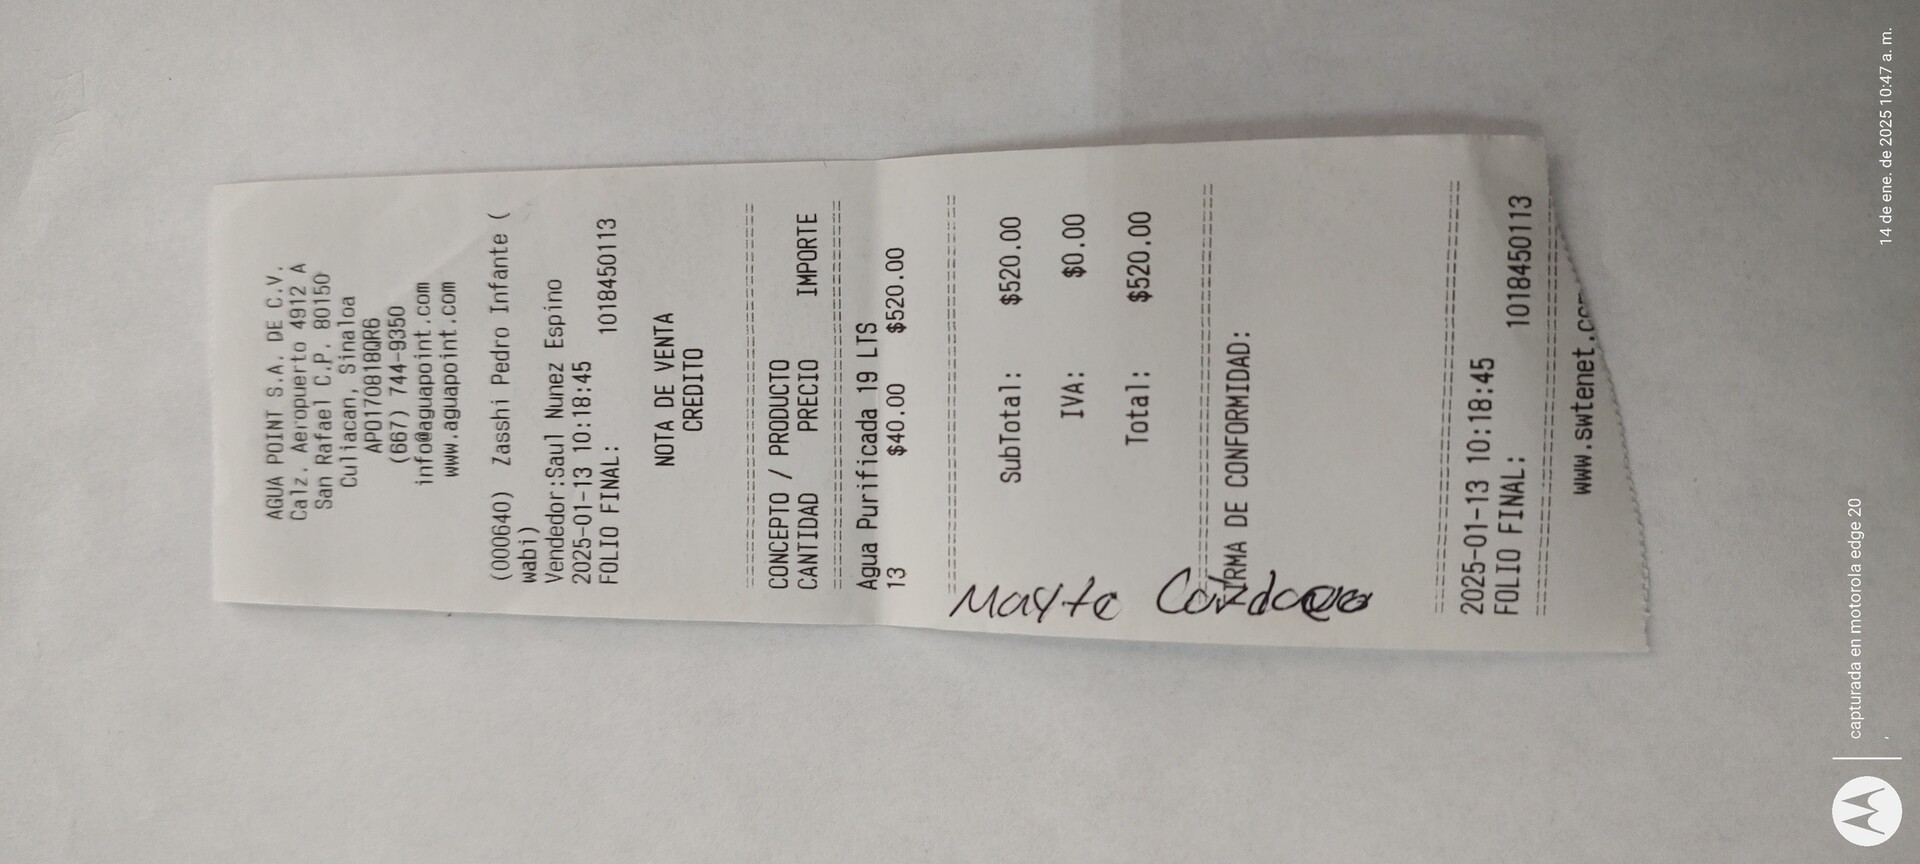 AGUA POINT S.A. DE C.V.
Calz. Aeropuerto 4912 A
San Rafael C.P. 80150
Culiacan, Sinaloa
APO170818QR6
(667) 744-9350
info@aguapoint.com
www.aguapoint.com
(000640) Zasshi Pedro Infante (
wabi)
Vendedor:Saul Nunez Espino
2025-01-13 10:18:45
FOLIO FINAL: 1018450113
NOTA DE VENTA
CREDITO
CONCEPTO / PRODUCTO
CANTIDAD PRECIO IMPORTE
Agua Purificada 19 LTS
13 $40.00 $520.00
SubTotal: $520.00
IVA: $0.00
Total: $520.00
FIRMA DE CONFORMIDAD:
Mayte
2025-01-13 10:18:45
FOLIO FINAL: 1018450113
www.swtenet.co
capturada en motorola edge 20
14 de ene. de 2025 10:47 a. m.